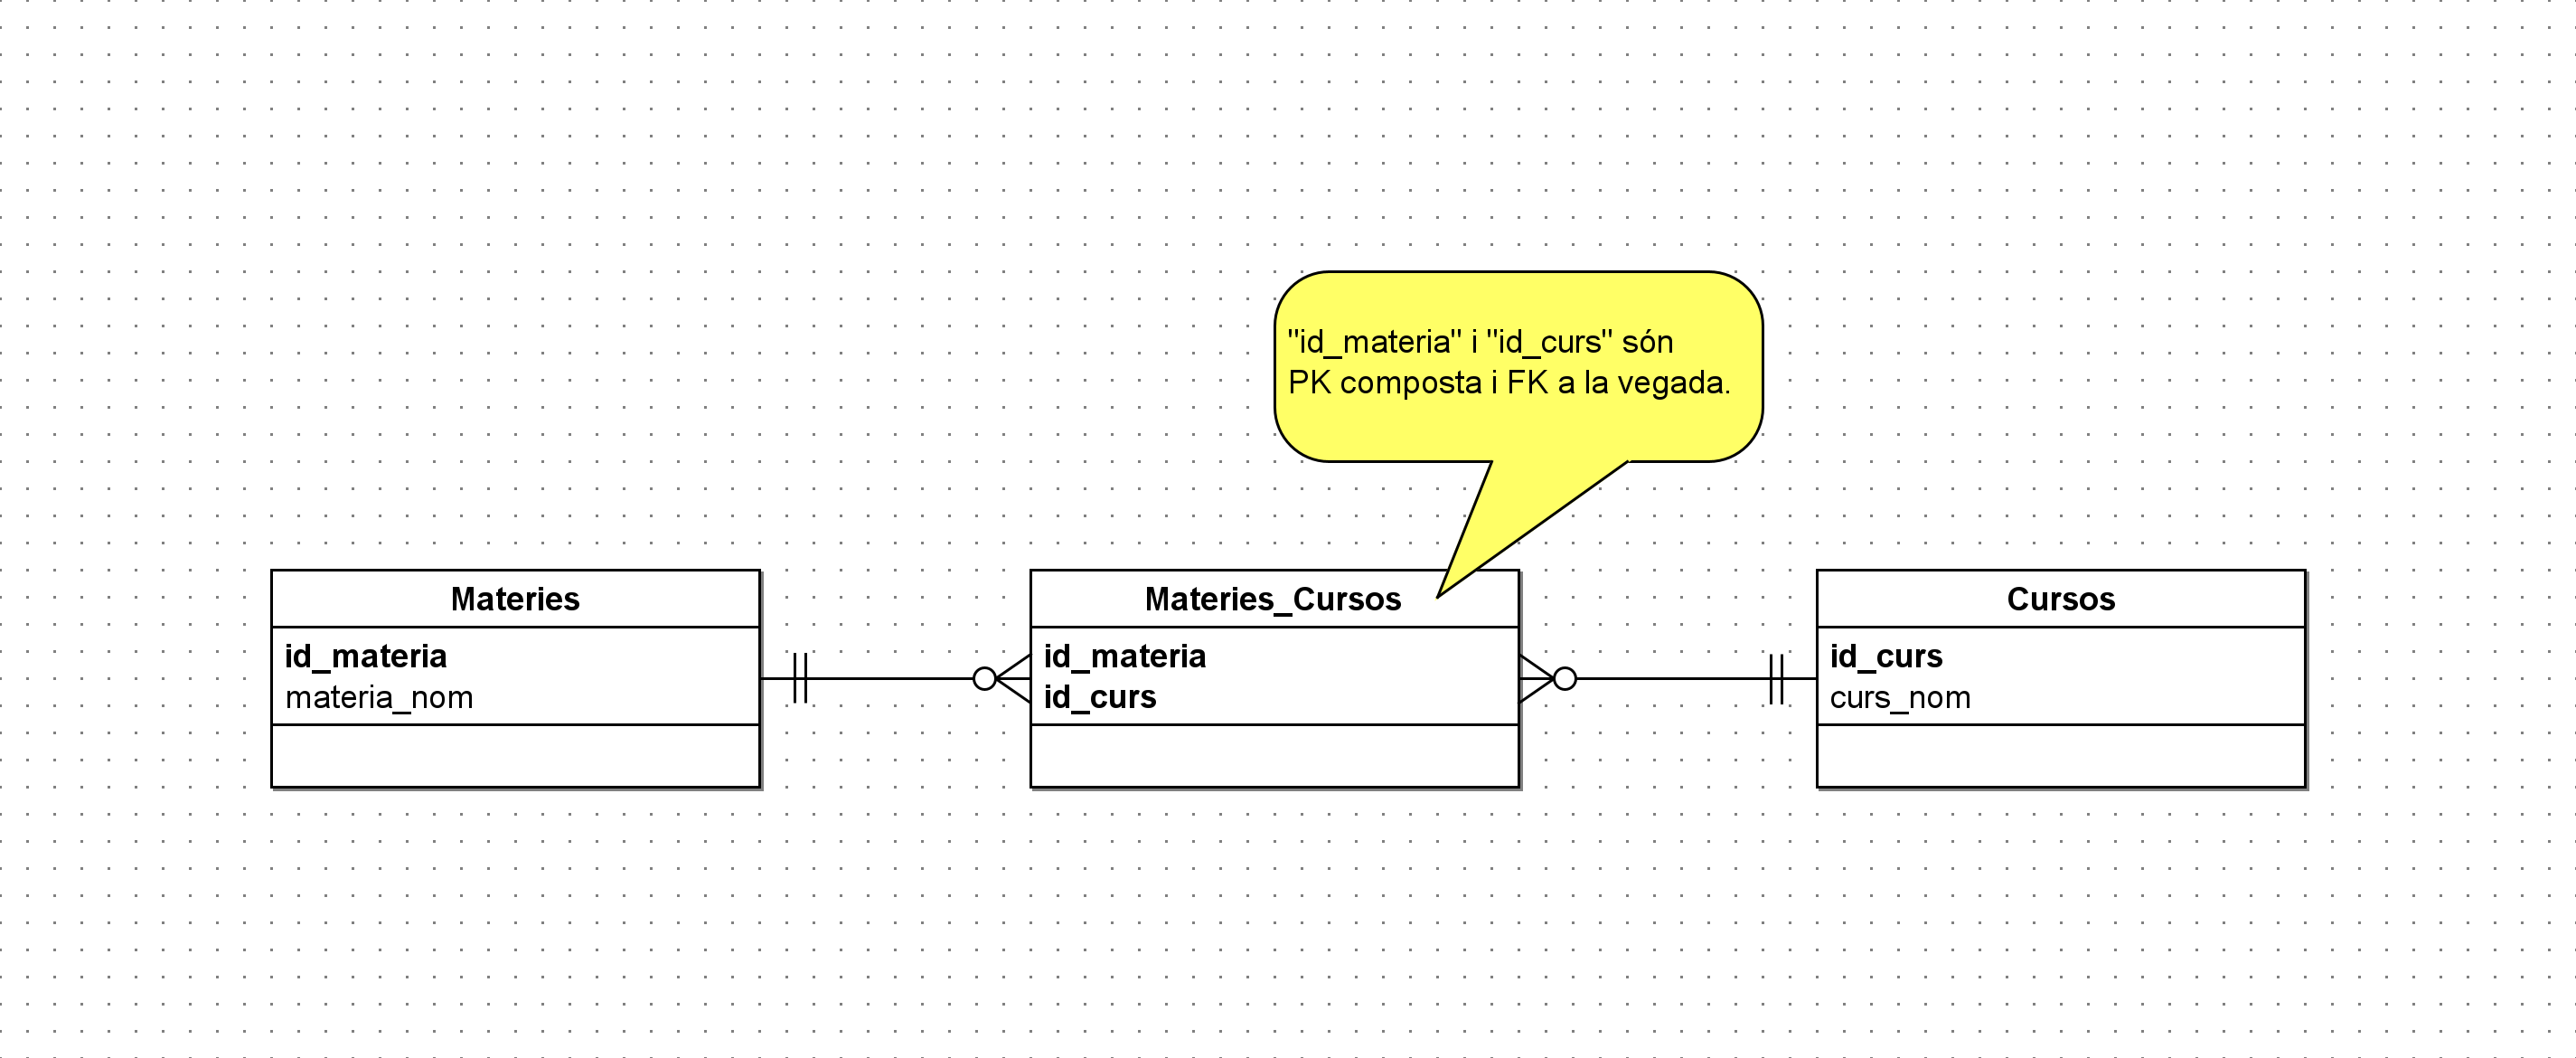 "id_materia" i "id_curs" són
PK composta i FK a la vegada.
Materies
id_materia
materia_nom
Materies_Cursos
id_materia
id_curs
Cursos
id_curs
curs_nom